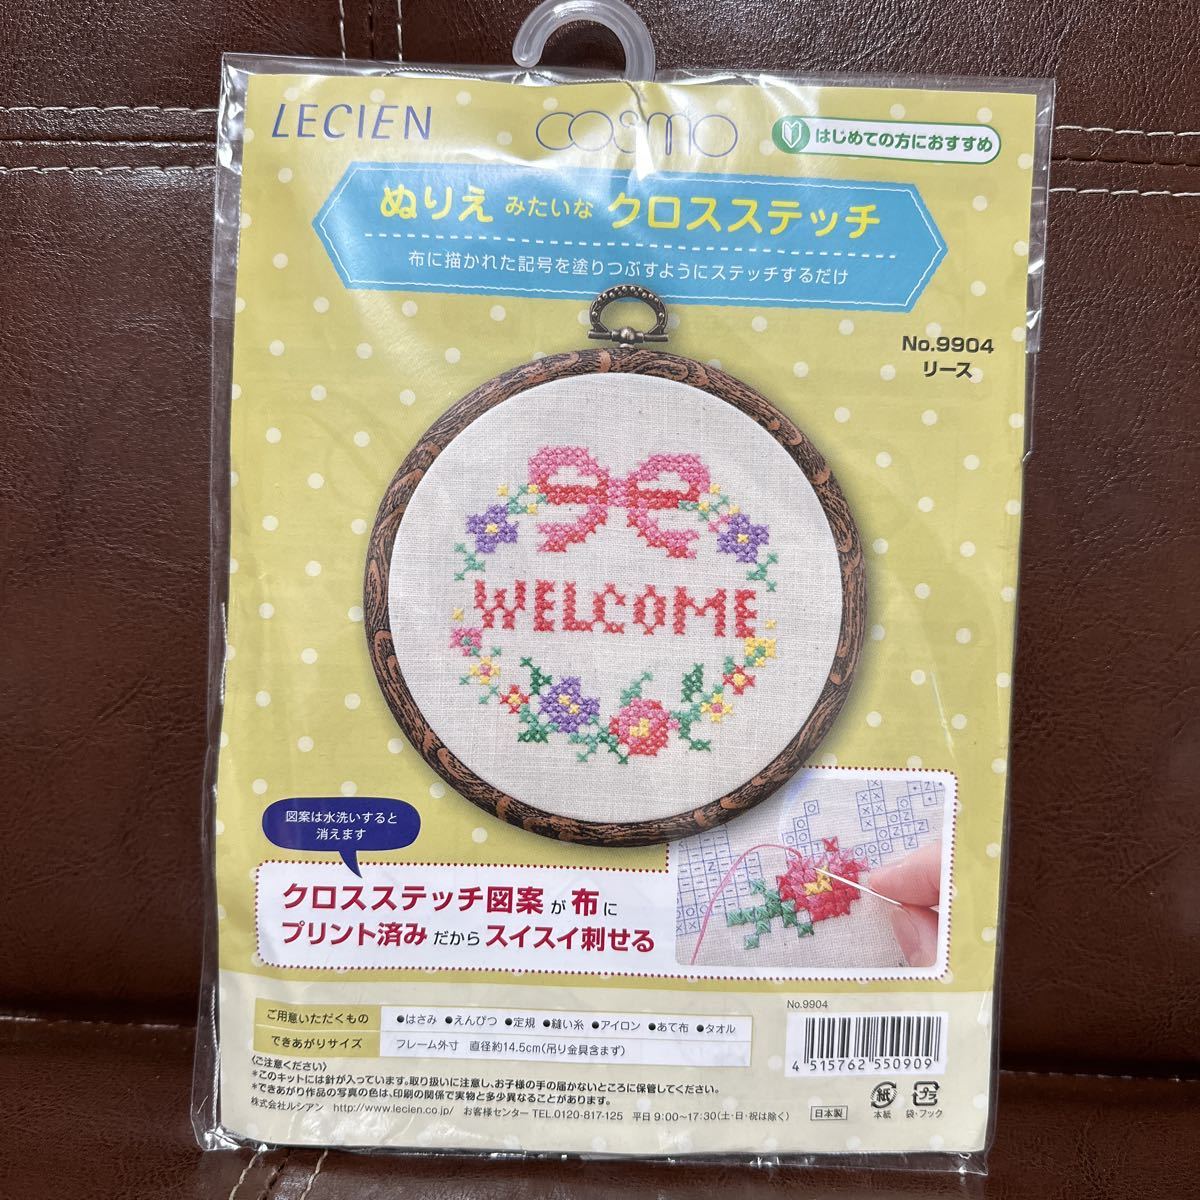 LECIEN
cosmo
はじめての方におすすめ
ぬりえ みたいな クロスステッチ
布に描かれた記号を塗りつぶすようにステッチするだけ
No.9904
リース
WELCOME
図案は水洗いすると
消えます
クロスステッチ図案 が 布 に
プリント済み だから スイスイ刺せる
No.9904
ご用意いただくもの ●はさみ ●えんぴつ ●定規 ●縫い糸 ●アイロン ●あて布 ●タオル
できあがりサイズ フレーム外寸 直径約14.5cm(吊り金具含まず)
4 515762 550909
〈ご注意ください〉
*このキットには針が入っています。取り扱いに注意し、お子様の手の届かないところに保管してください。
*できあがり作品の写真の色は、印刷の関係で実物と多少異なることがあります。
株式会社ルシアン http://www.lecien.co.jp/ お客様センター TEL.0120-817-125 平日 9:00〜17:30(土・日・祝は除く)
日本製
紙
本紙
プラ
袋・フック